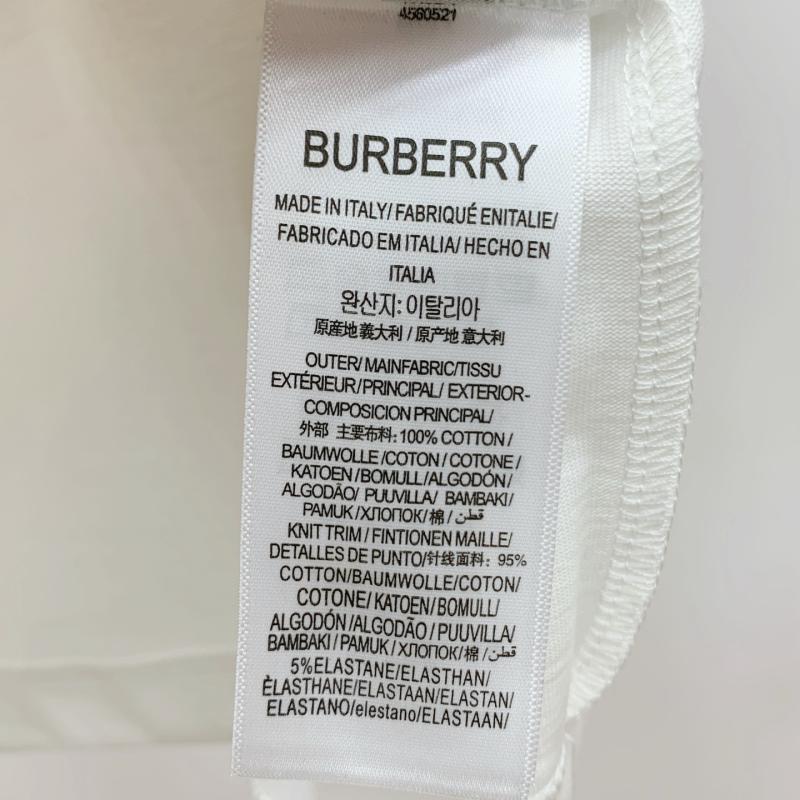 4560521
BURBERRY
MADE IN ITALY/ FABRIQUÉ ENITALIE/
FABRICADO EM ITALIA/ HECHO EN
ITALIA
완산지: 이탈리아
原産地 義大利 / 原产地 意大利
OUTER/ MAINFABRIC/TISSU
EXTÉRIEUR/PRINCIPAL/ EXTERIOR-
COMPOSICION PRINCIPAL/
外部 主要布料: 100% COTTON /
BAUMWOLLE /COTON / COTONE /
KATOEN /BOMULL/ALGODÓN/
ALGODÃO/ PUUVILLA/ BAMBAKI/
PAMUK /ХЛОПОК/棉 / قطن/
KNIT TRIM / FINTIONEN MAILLE/
DETALLES DE PUNTO/针线面料: 95%
COTTON/BAUMWOLLE/COTON/
COTONE/ KATOEN/ BOMULL/
ALGODÓN /ALGODÃO / PUUVILLA/
BAMBAKI / PAMUK / ХЛОПОК/ 棉 / قطن/
5%ELASTANE/ELASTHAN/
ÈLASTHANE/ELASTAAN/ELASTAN/
ELASTANO/elestano/ELASTAAN/